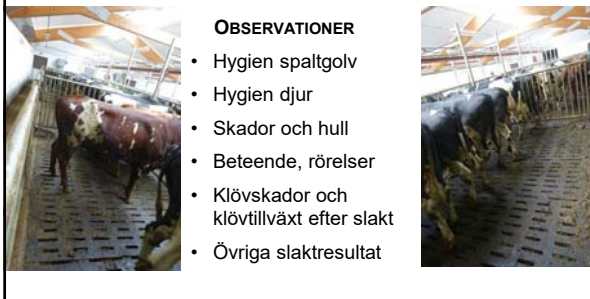 OBSERVATIONER
• Hygien spaltgolv
• Hygien djur
• Skador och hull
• Beteende, rörelser
• Klövskador och
klövtillväxt efter slakt
• Övriga slaktresultat